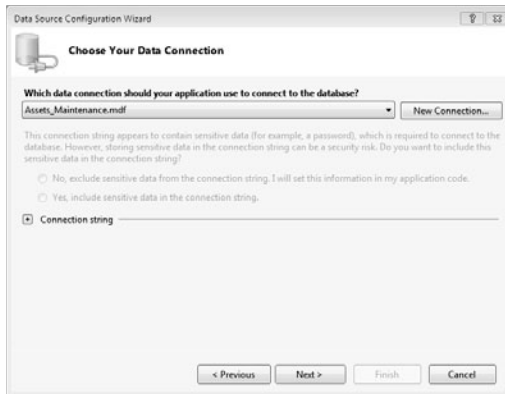 Data Source Configuration Wizard
Choose Your Data Connection
Which data connection should your application use to connect to the database?
Assets_Maintenance.mdf
New Connection...
This connection string appears to contain sensitive data (for example, a password), which is required to connect to the
database. However, storing sensitive data in the connection string can be a security risk. Do you want to include this
sensitive data in the connection string?
No, exclude sensitive data from the connection string. I will set this information in my application code.
Yes, include sensitive data in the connection string.
Connection string
< Previous
Next >
Finish
Cancel